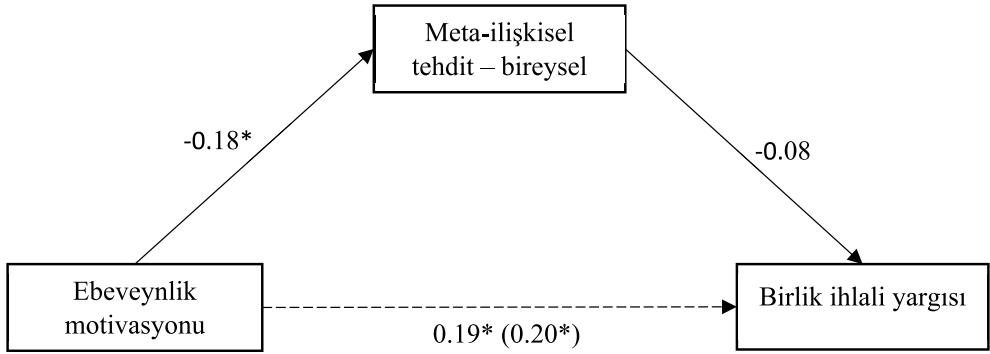 Meta-ilişkisel
tehdit – bireysel
-0.18*
-0.08
Ebeveynlik
motivasyonu
Birlik ihlali yargısı
0.19* (0.20*)